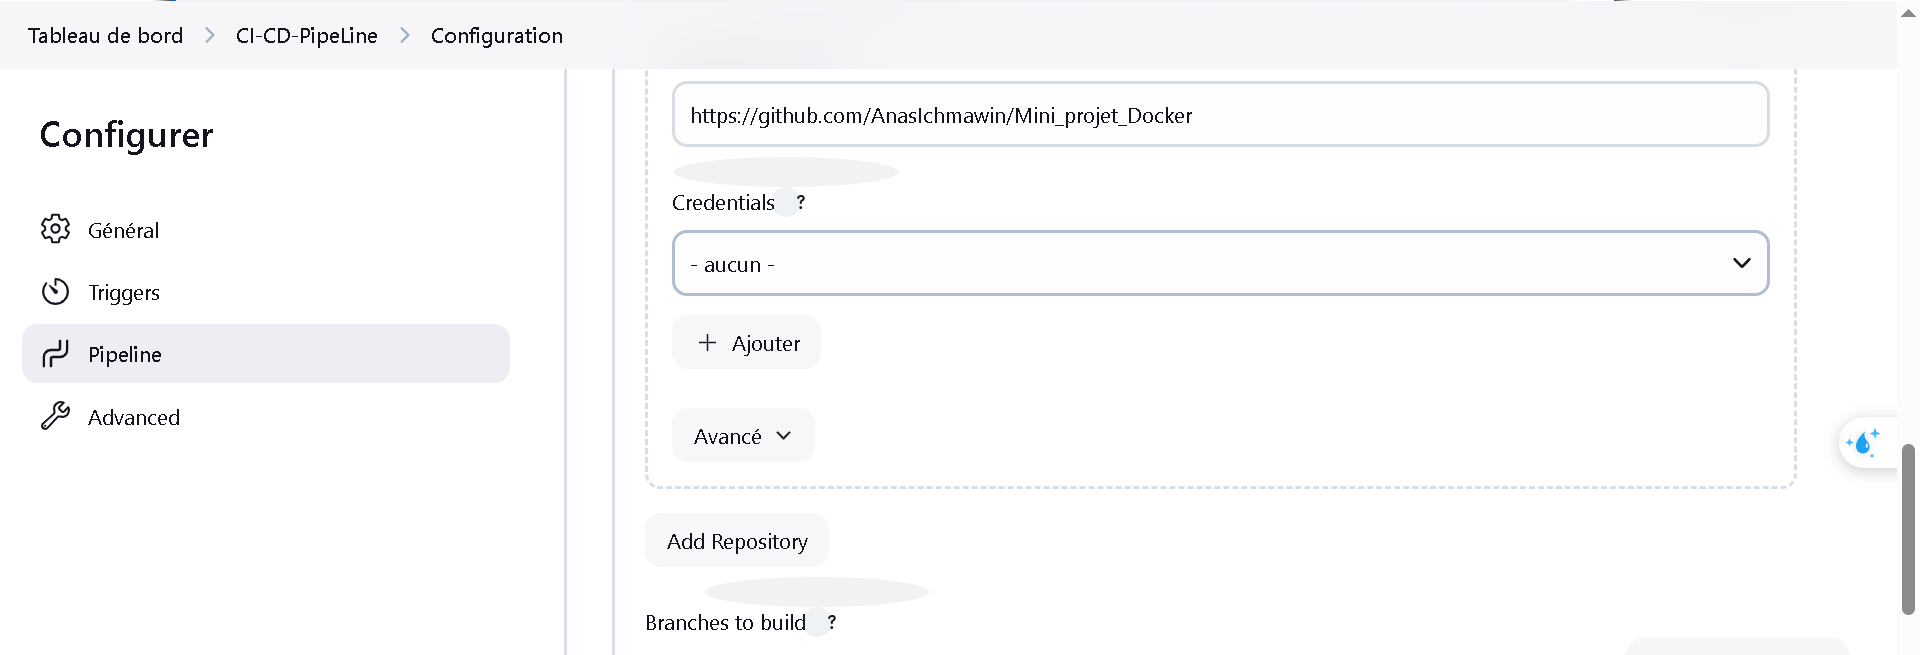 Tableau de bord > CI-CD-PipeLine > Configuration
Configurer
Général
Triggers
Pipeline
Advanced
https://github.com/AnasIchmawin/Mini_projet_Docker
Credentials ?
- aucun -
+ Ajouter
Avancé
Add Repository
Branches to build ?